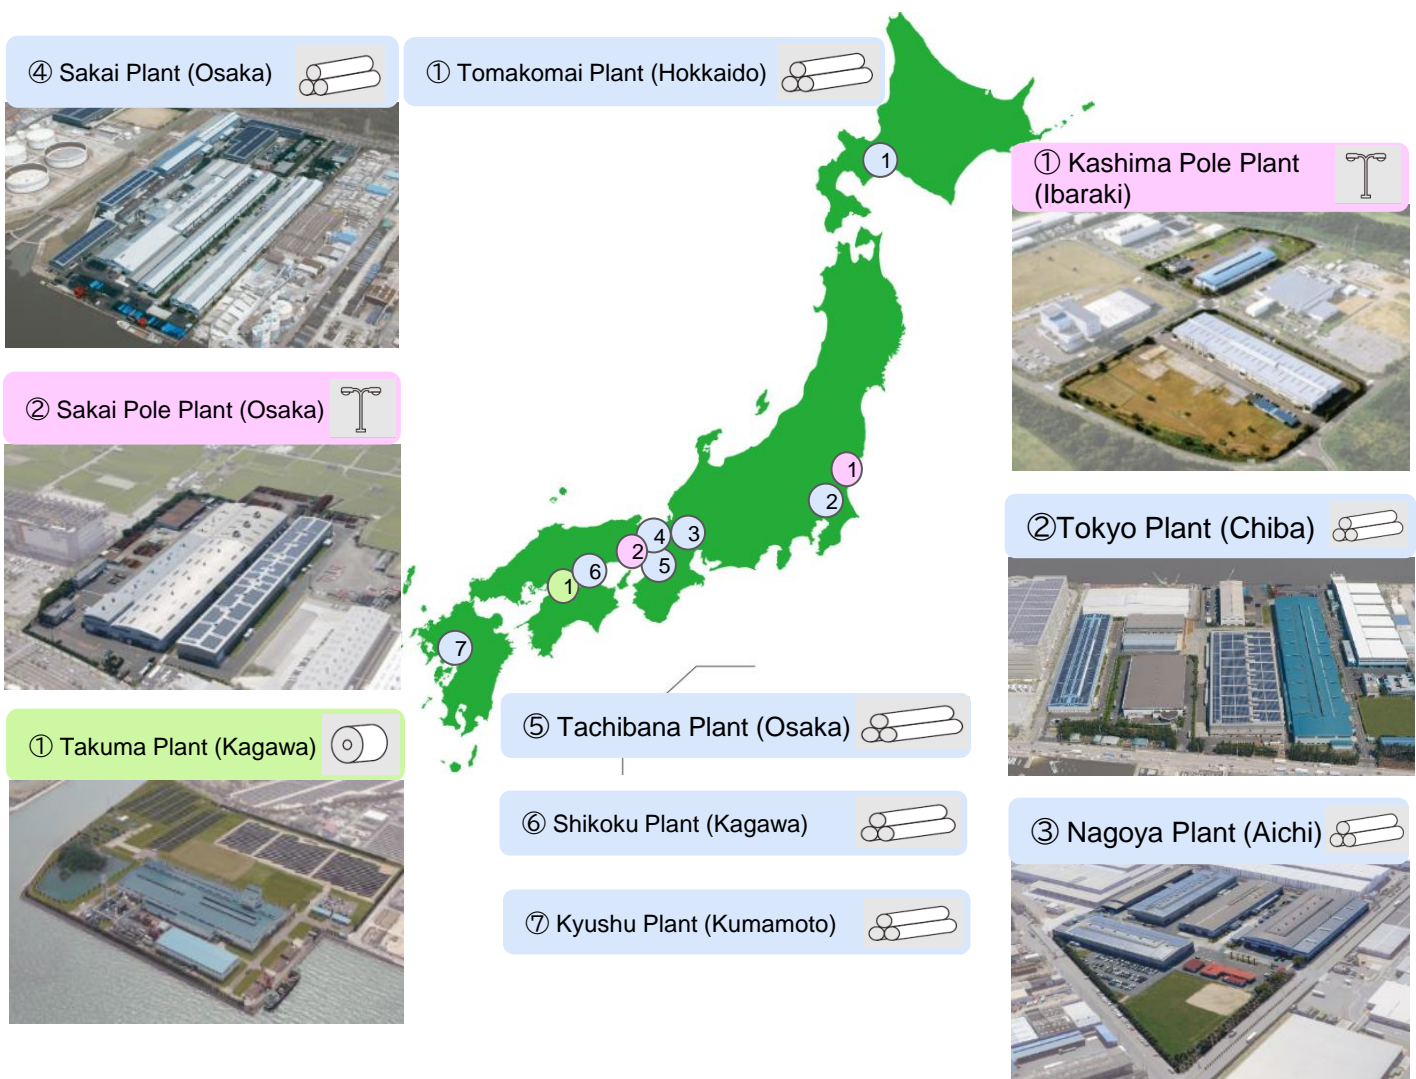 ④ Sakai Plant (Osaka)
① Tomakomai Plant (Hokkaido)
① Kashima Pole Plant
(Ibaraki)
② Sakai Pole Plant (Osaka)
②Tokyo Plant (Chiba)
① Takuma Plant (Kagawa)
⑤ Tachibana Plant (Osaka)
⑥ Shikoku Plant (Kagawa)
⑦ Kyushu Plant (Kumamoto)
③ Nagoya Plant (Aichi)
1
1
2
3
4
2
5
6
1
7